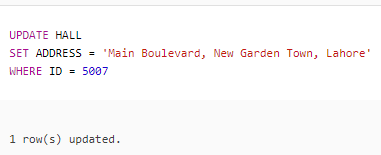 UPDATE HALL
SET ADDRESS = 'Main Boulevard, New Garden Town, Lahore'
WHERE ID = 5007
1 row(s) updated.